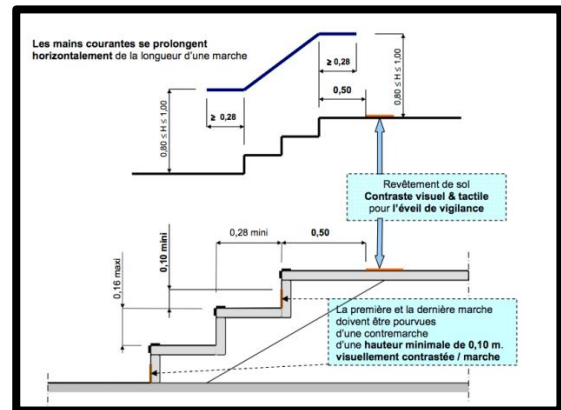 Les mains courantes se prolongent
horizontalement de la longueur d'une marche
≥ 0,28
0,50
0,80 ≤ H ≤ 1,00
0,80 ≤ H ≤ 1,00
≥ 0,28
Revêtement de sol
Contraste visuel & tactile
pour l'éveil de vigilance
0,28 mini
0,50
0,10 mini
0,16 maxi
La première et la dernière marche
doivent être pourvues
d'une contremarche
d'une hauteur minimale de 0,10 m.
visuellement contrastée / marche